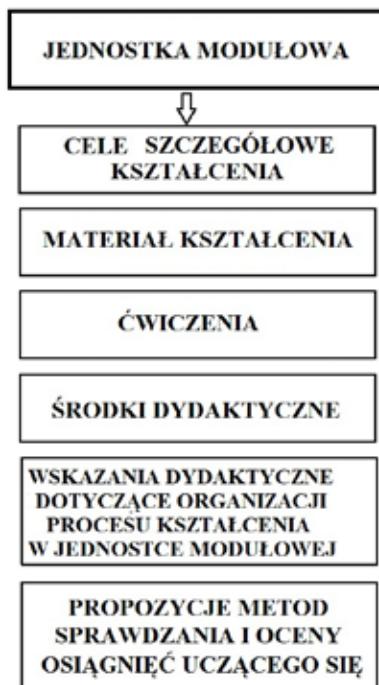 JEDNOSTKA MODUŁOWA
CELE SZCZEGÓŁOWE
KSZTAŁCENIA
MATERIAŁ KSZTAŁCENIA
ĆWICZENIA
ŚRODKI DYDAKTYCZNE
WSKAZANIA DYDAKTYCZNE
DOTYCZĄCE ORGANIZACJI
PROCESU KSZTAŁCENIA
W JEDNOSTCE MODUŁOWEJ
PROPOZYCJE METOD
SPRAWDZANIA I OCENY
OSIĄGNIĘĆ UCZĄCEGO SIĘ